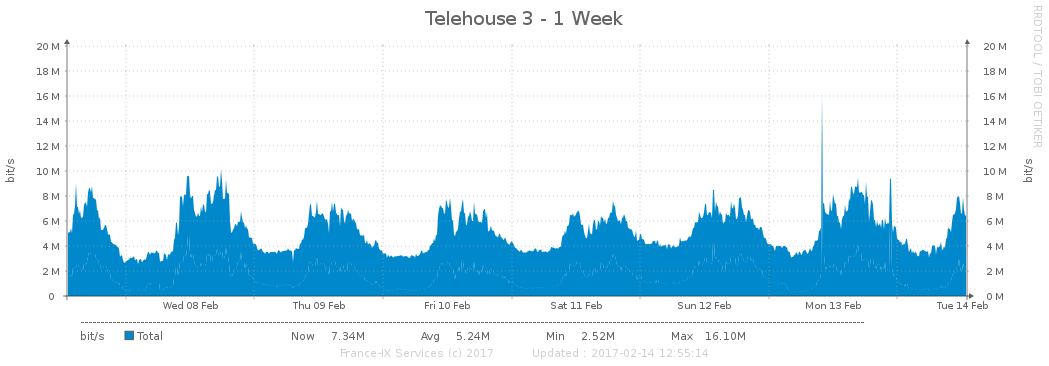 Telehouse 3 - 1 Week
RRDTOOL / TOBI OETIKER
20 M 20 M
18 M 18 M
16 M 16 M
14 M 14 M
12 M 12 M
10 M 10 M
8 M 8 M
6 M 6 M
4 M 4 M
2 M 2 M
0 0 M
bit/s bit/s
Wed 08 Feb Thu 09 Feb Fri 10 Feb Sat 11 Feb Sun 12 Feb Mon 13 Feb Tue 14 Feb
bit/s Total Now 7.34M Avg 5.24M Min 2.52M Max 16.10M
France-IX Services (c) 2017 Updated : 2017-02-14 12:55:14